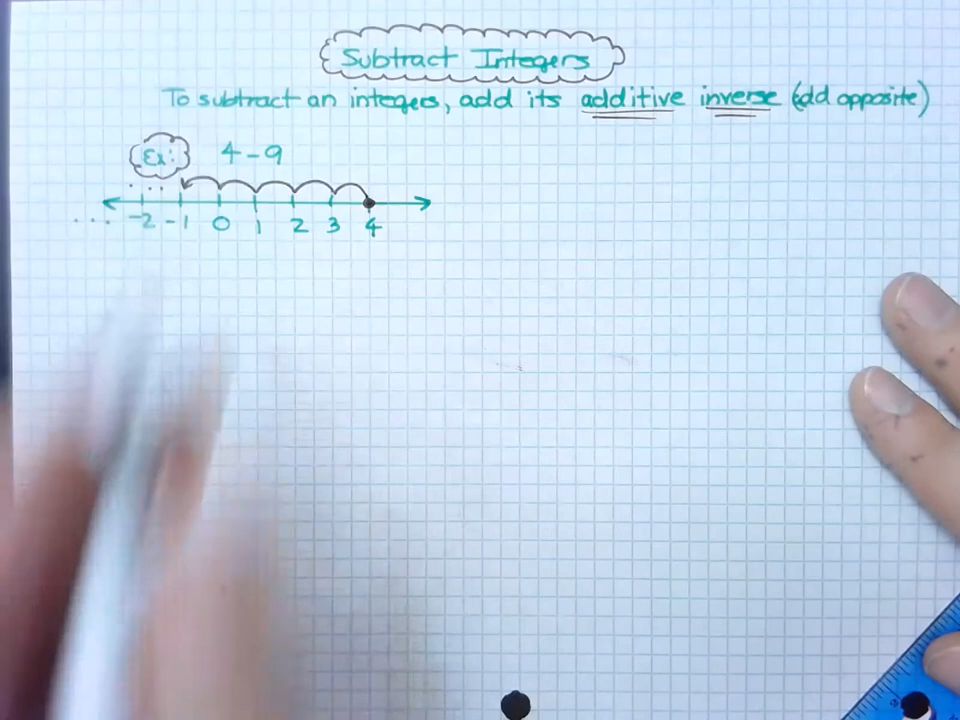 Subtract Integers
To subtract an integers, add its additive inverse (add opposite)
Ex: 4-9
... -2 -1 0 1 2 3 4